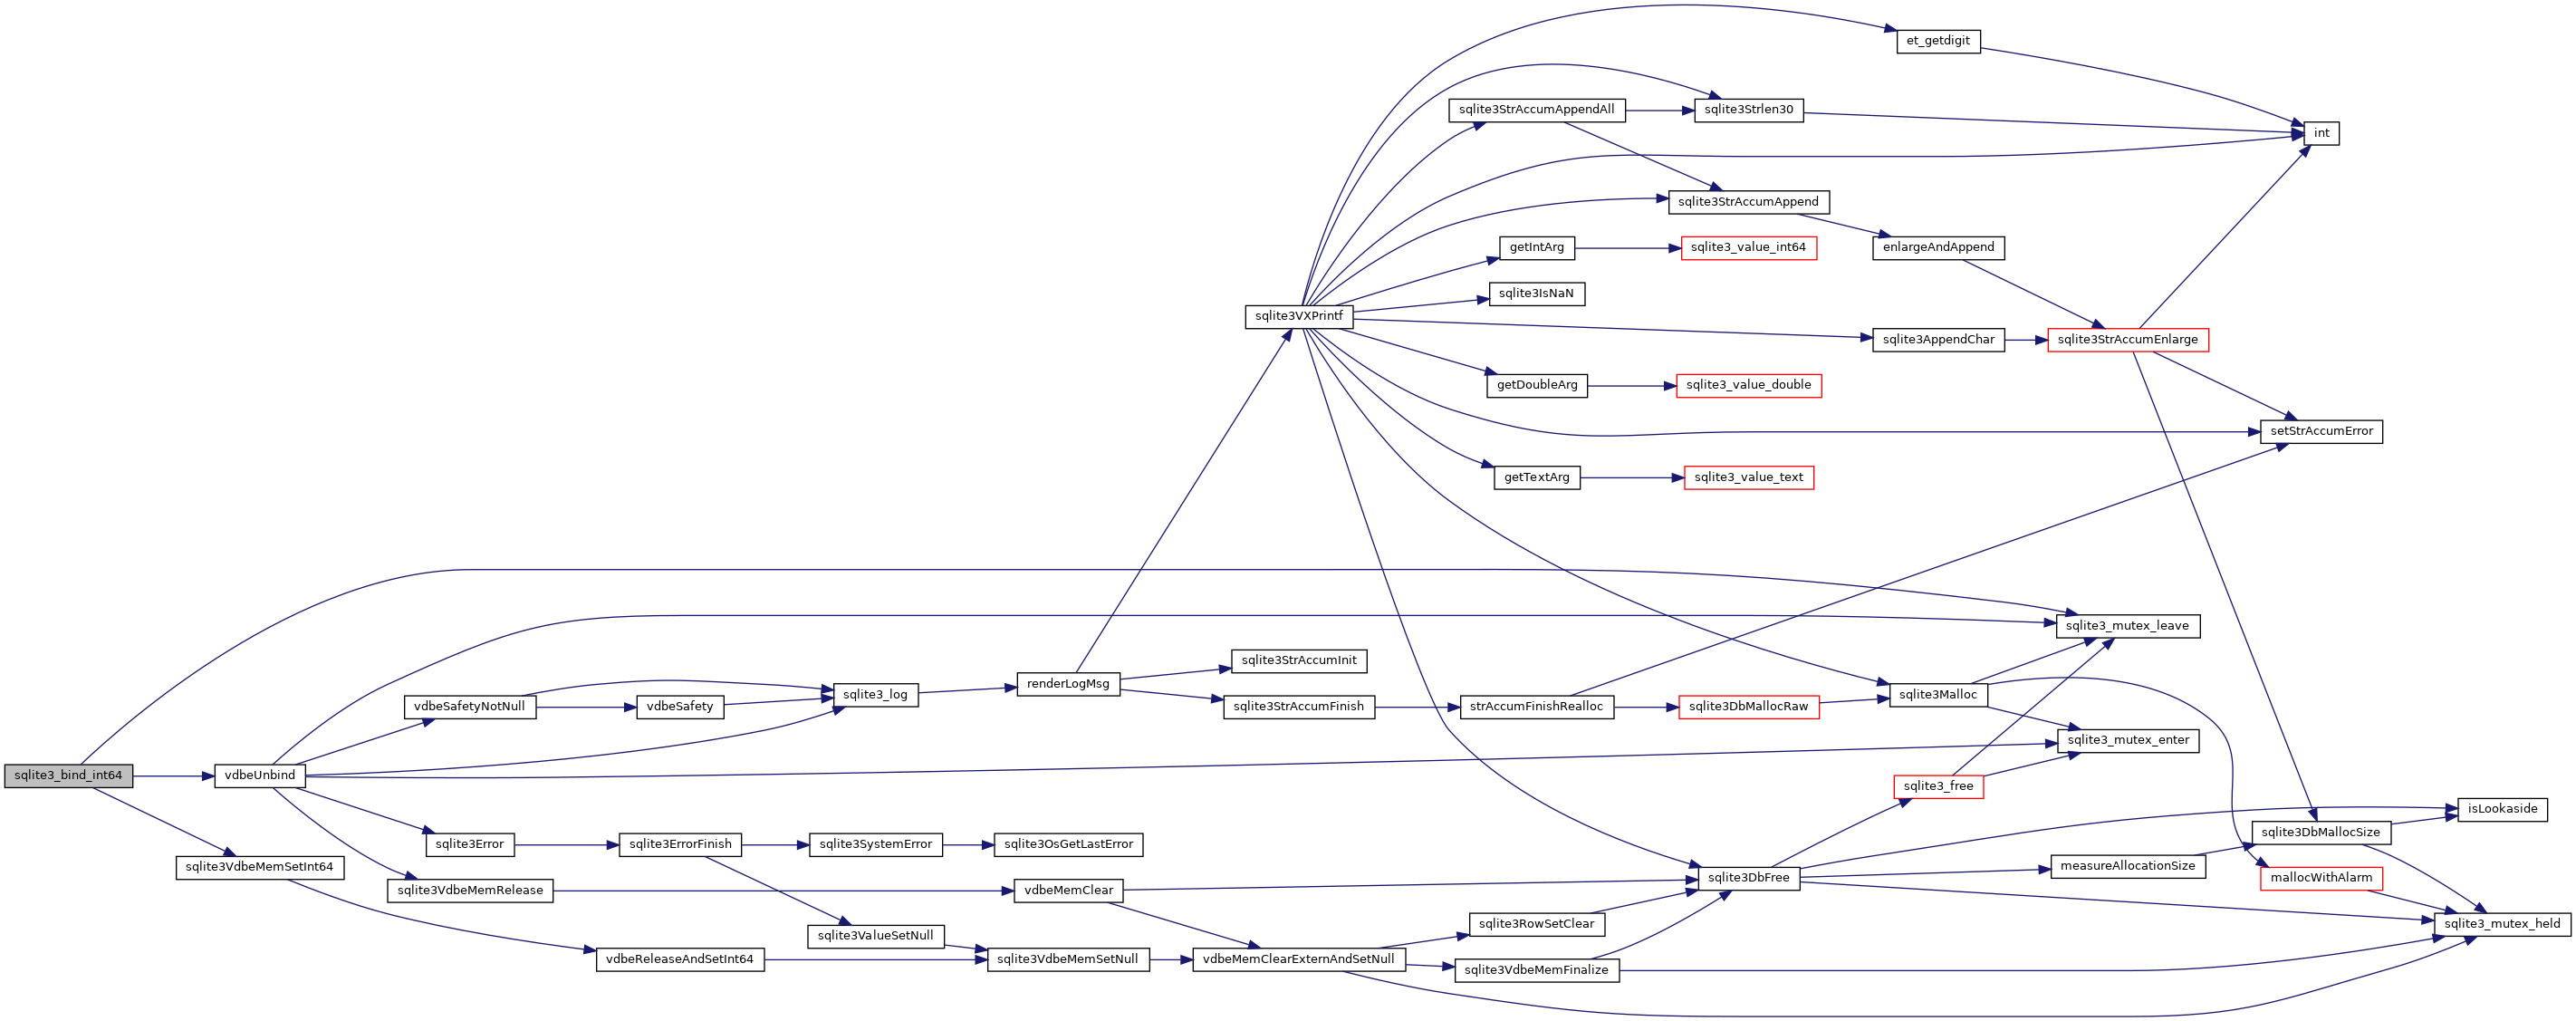 et_getdigit
sqlite3StrAccumAppendAll
sqlite3Strlen30
int
sqlite3StrAccumAppend
getIntArg
sqlite3_value_int64
enlargeAndAppend
sqlite3IsNaN
sqlite3VXPrintf
sqlite3AppendChar
sqlite3StrAccumEnlarge
getDoubleArg
sqlite3_value_double
setStrAccumError
getTextArg
sqlite3_value_text
sqlite3_mutex_leave
sqlite3StrAccumInit
renderLogMsg
sqlite3_log
sqlite3Malloc
vdbeSafetyNotNull
vdbeSafety
sqlite3StrAccumFinish
strAccumFinishRealloc
sqlite3DbMallocRaw
sqlite3_mutex_enter
sqlite3_bind_int64
vdbeUnbind
sqlite3_free
isLookaside
sqlite3DbMallocSize
sqlite3Error
sqlite3ErrorFinish
sqlite3SystemError
sqlite3OsGetLastError
sqlite3VdbeMemSetInt64
measureAllocationSize
sqlite3DbFree
mallocWithAlarm
sqlite3VdbeMemRelease
vdbeMemClear
sqlite3RowSetClear
sqlite3_mutex_held
sqlite3ValueSetNull
vdbeReleaseAndSetInt64
sqlite3VdbeMemSetNull
vdbeMemClearExternAndSetNull
sqlite3VdbeMemFinalize